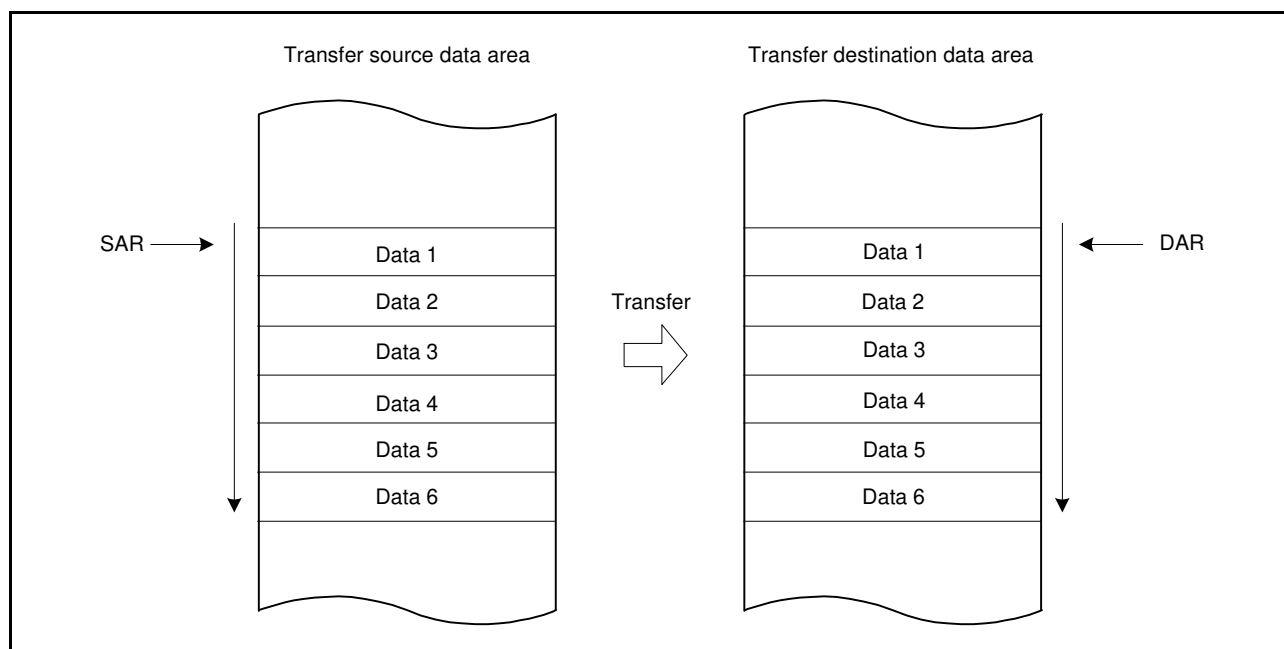 Transfer source data area
Transfer destination data area
SAR
Data 1
Data 2
Data 3
Data 4
Data 5
Data 6
Transfer
Data 1
Data 2
Data 3
Data 4
Data 5
Data 6
DAR